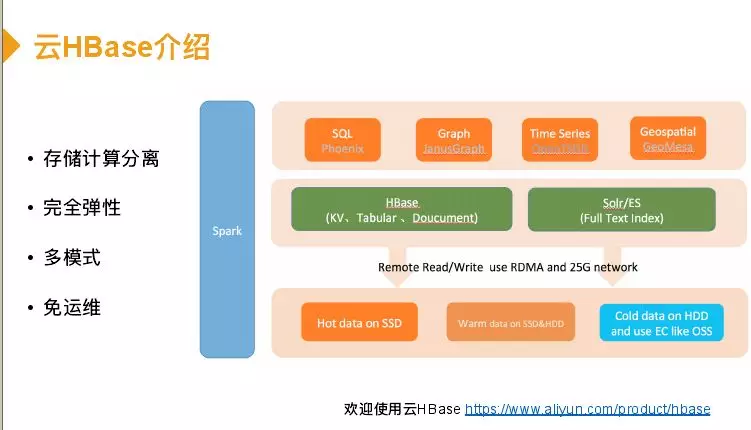 云HBase介绍
• 存储计算分离
• 完全弹性
• 多模式
• 免运维
Spark
SQL
Phoenix
Graph
JanusGraph
Time Series
OpenTSDB
Geospatial
GeoMesa
HBase
(KV、Tabular 、Doucument)
Solr/ES
(Full Text Index)
Remote Read/Write use RDMA and 25G network
Hot data on SSD
Warm data on SSD&HDD
Cold data on HDD
and use EC like OSS
欢迎使用云HBase https://www.aliyun.com/product/hbase